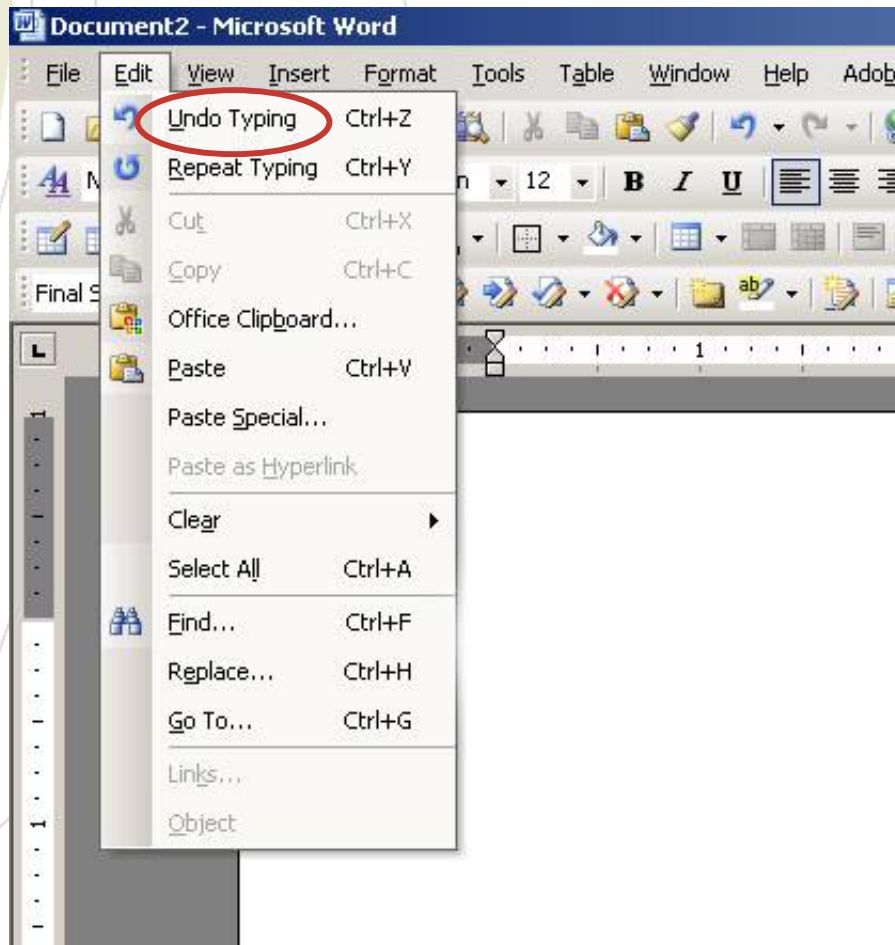 Document2 - Microsoft Word
File Edit View Insert Format Tools Table Window Help Adob
Undo Typing Ctrl+Z
Repeat Typing Ctrl+Y
12 B I U
Cut Ctrl+X
Copy Ctrl+C
Final S
Office Clipboard...
Paste Ctrl+V
1
Paste Special...
Paste as Hyperlink
Clear
Select All Ctrl+A
Find... Ctrl+F
Replace... Ctrl+H
Go To... Ctrl+G
Links...
1
Object